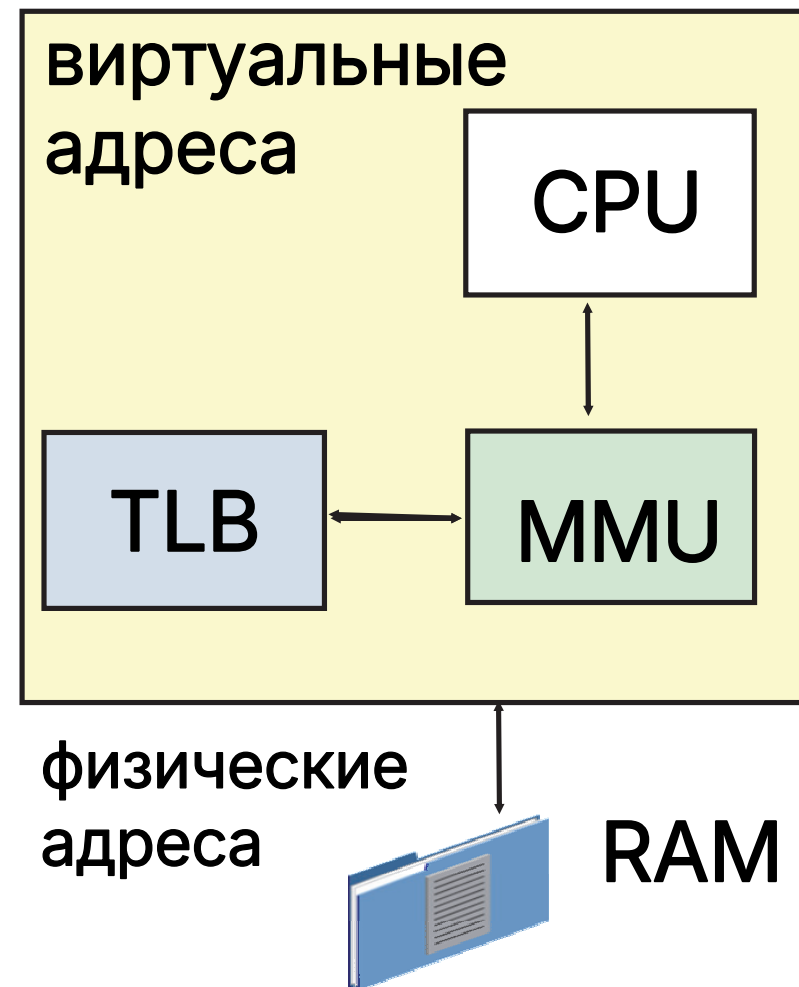 виртуальные
адреса
CPU
TLB
MMU
физические
адреса
RAM